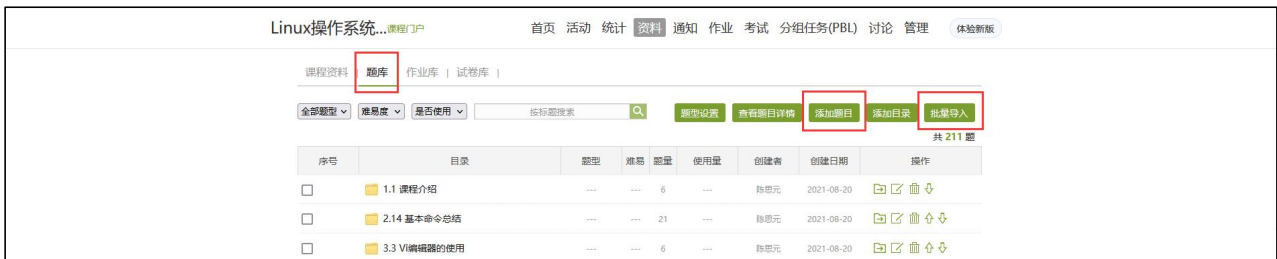 Linux操作系统...课程门户 首页 活动 统计 资料 通知 作业 考试 分组任务(PBL) 讨论 管理 体验新版
课程资料 | 题库 作业库 | 试卷库 |
全部题型 难易度 是否使用 按标题搜索 题型设置 查看题目详情 添加题目 添加目录 批量导入
共 211 题
序号 目录 题型 难易 题量 使用量 创建者 创建日期 操作
1.1 课程介绍 --- --- 6 --- 陈思元 2021-08-20
2.14 基本命令总结 --- --- 21 --- 陈思元 2021-08-20
3.3 Vi编辑器的使用 --- --- 6 --- 陈思元 2021-08-20